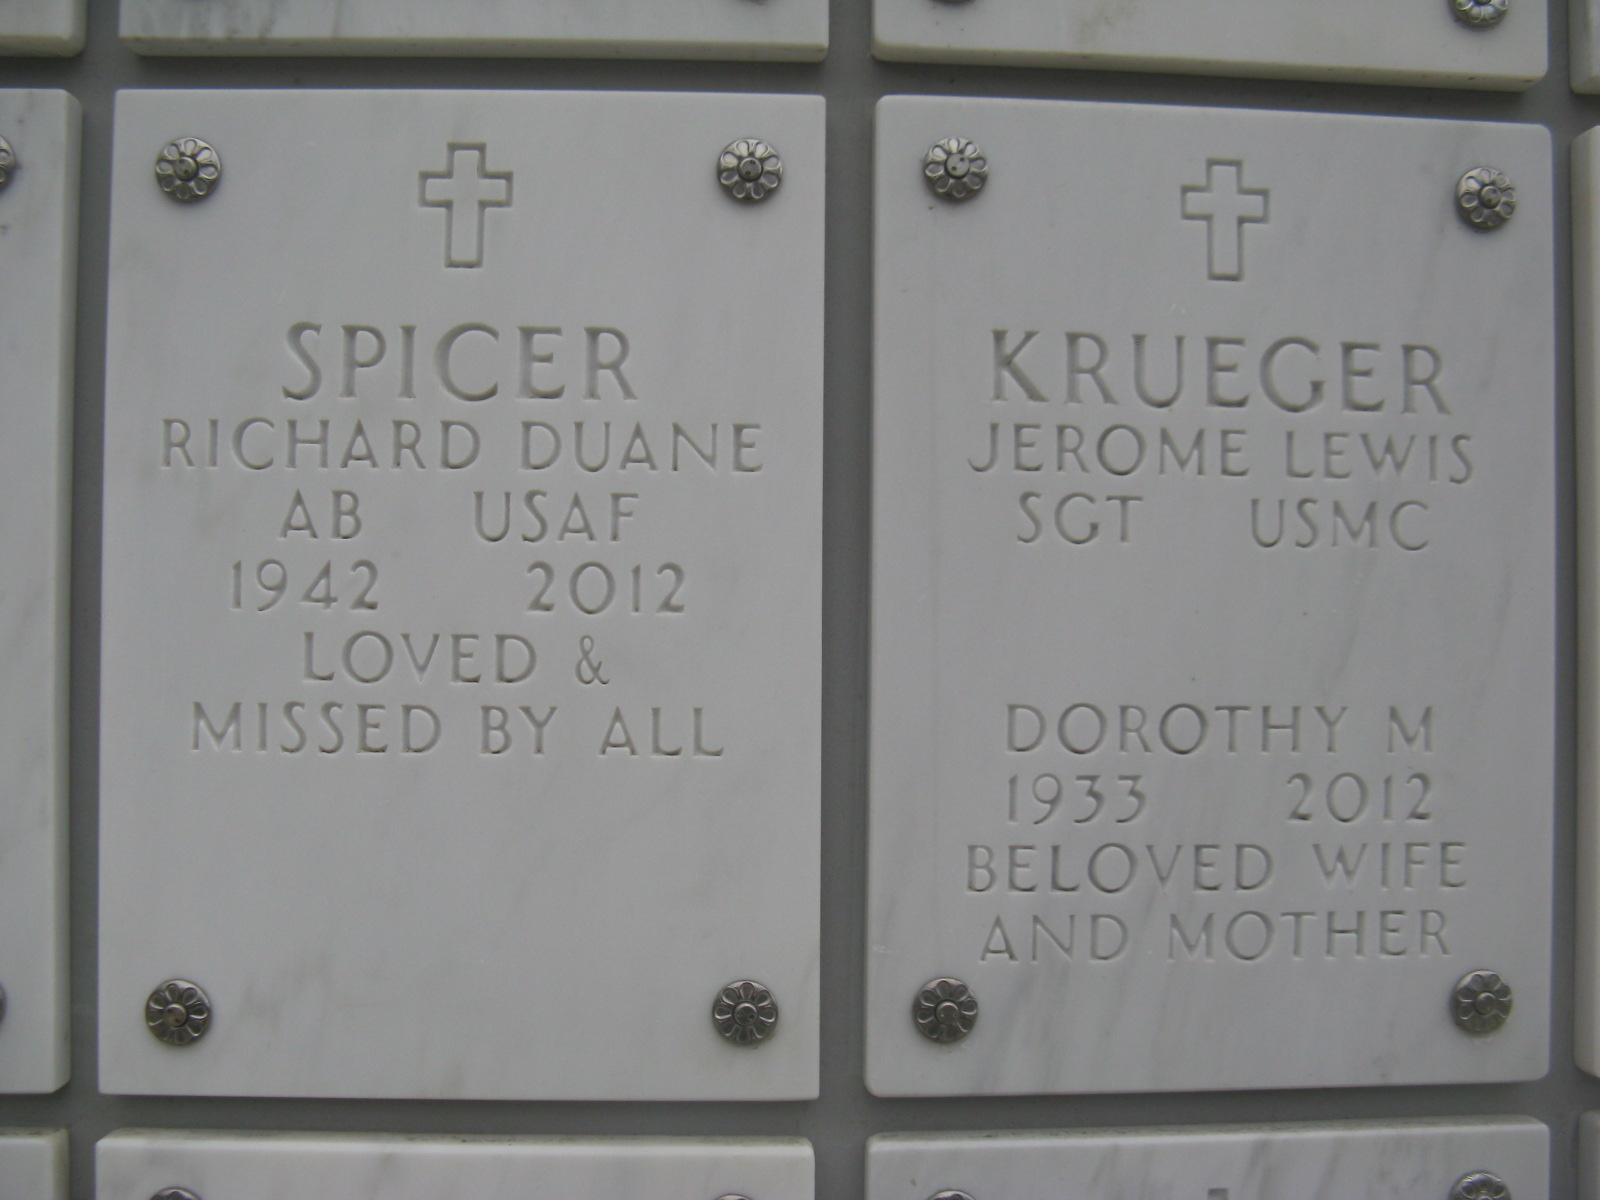 SPICER
RICHARD DUANE
AB USAF
1942 2012
LOVED &
MISSED BY ALL
KRUEGER
JEROME LEWIS
SGT USMC
DOROTHY M
1933 2012
BELOVED WIFE
AND MOTHER